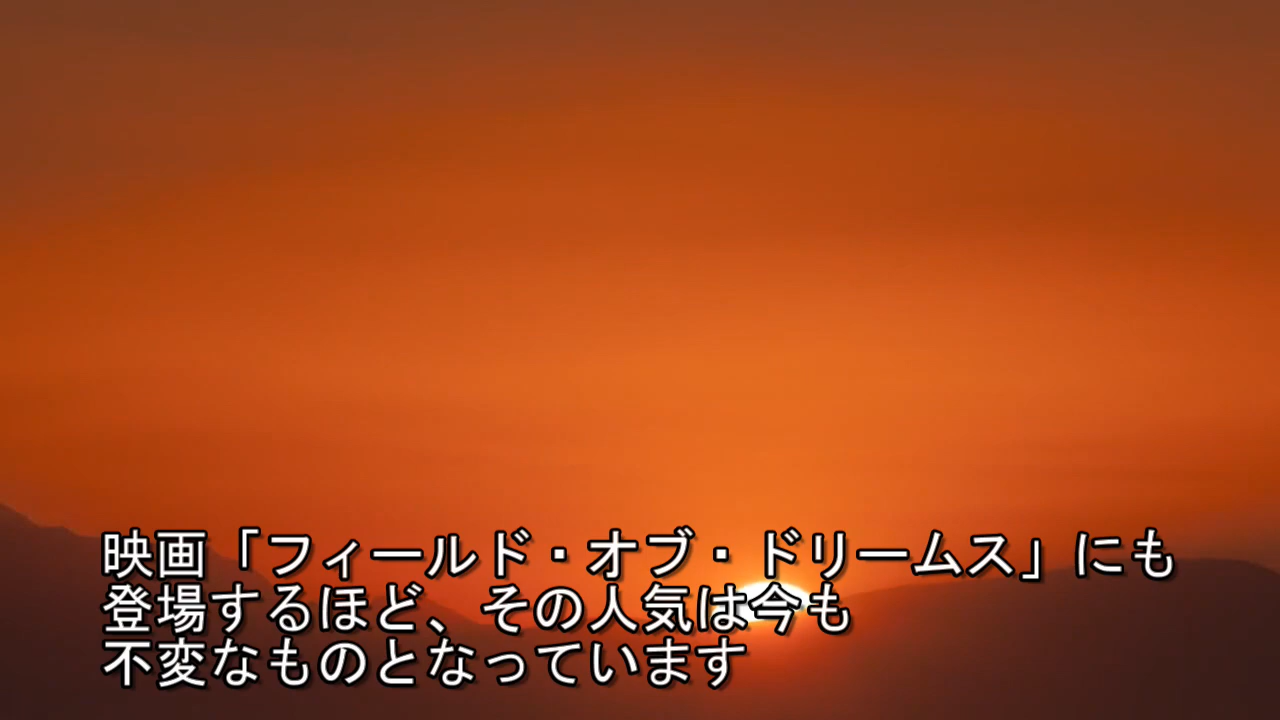 映画「フィールド・オブ・ドリームス」にも
登場するほど、その人気は今も
不変なものとなっています